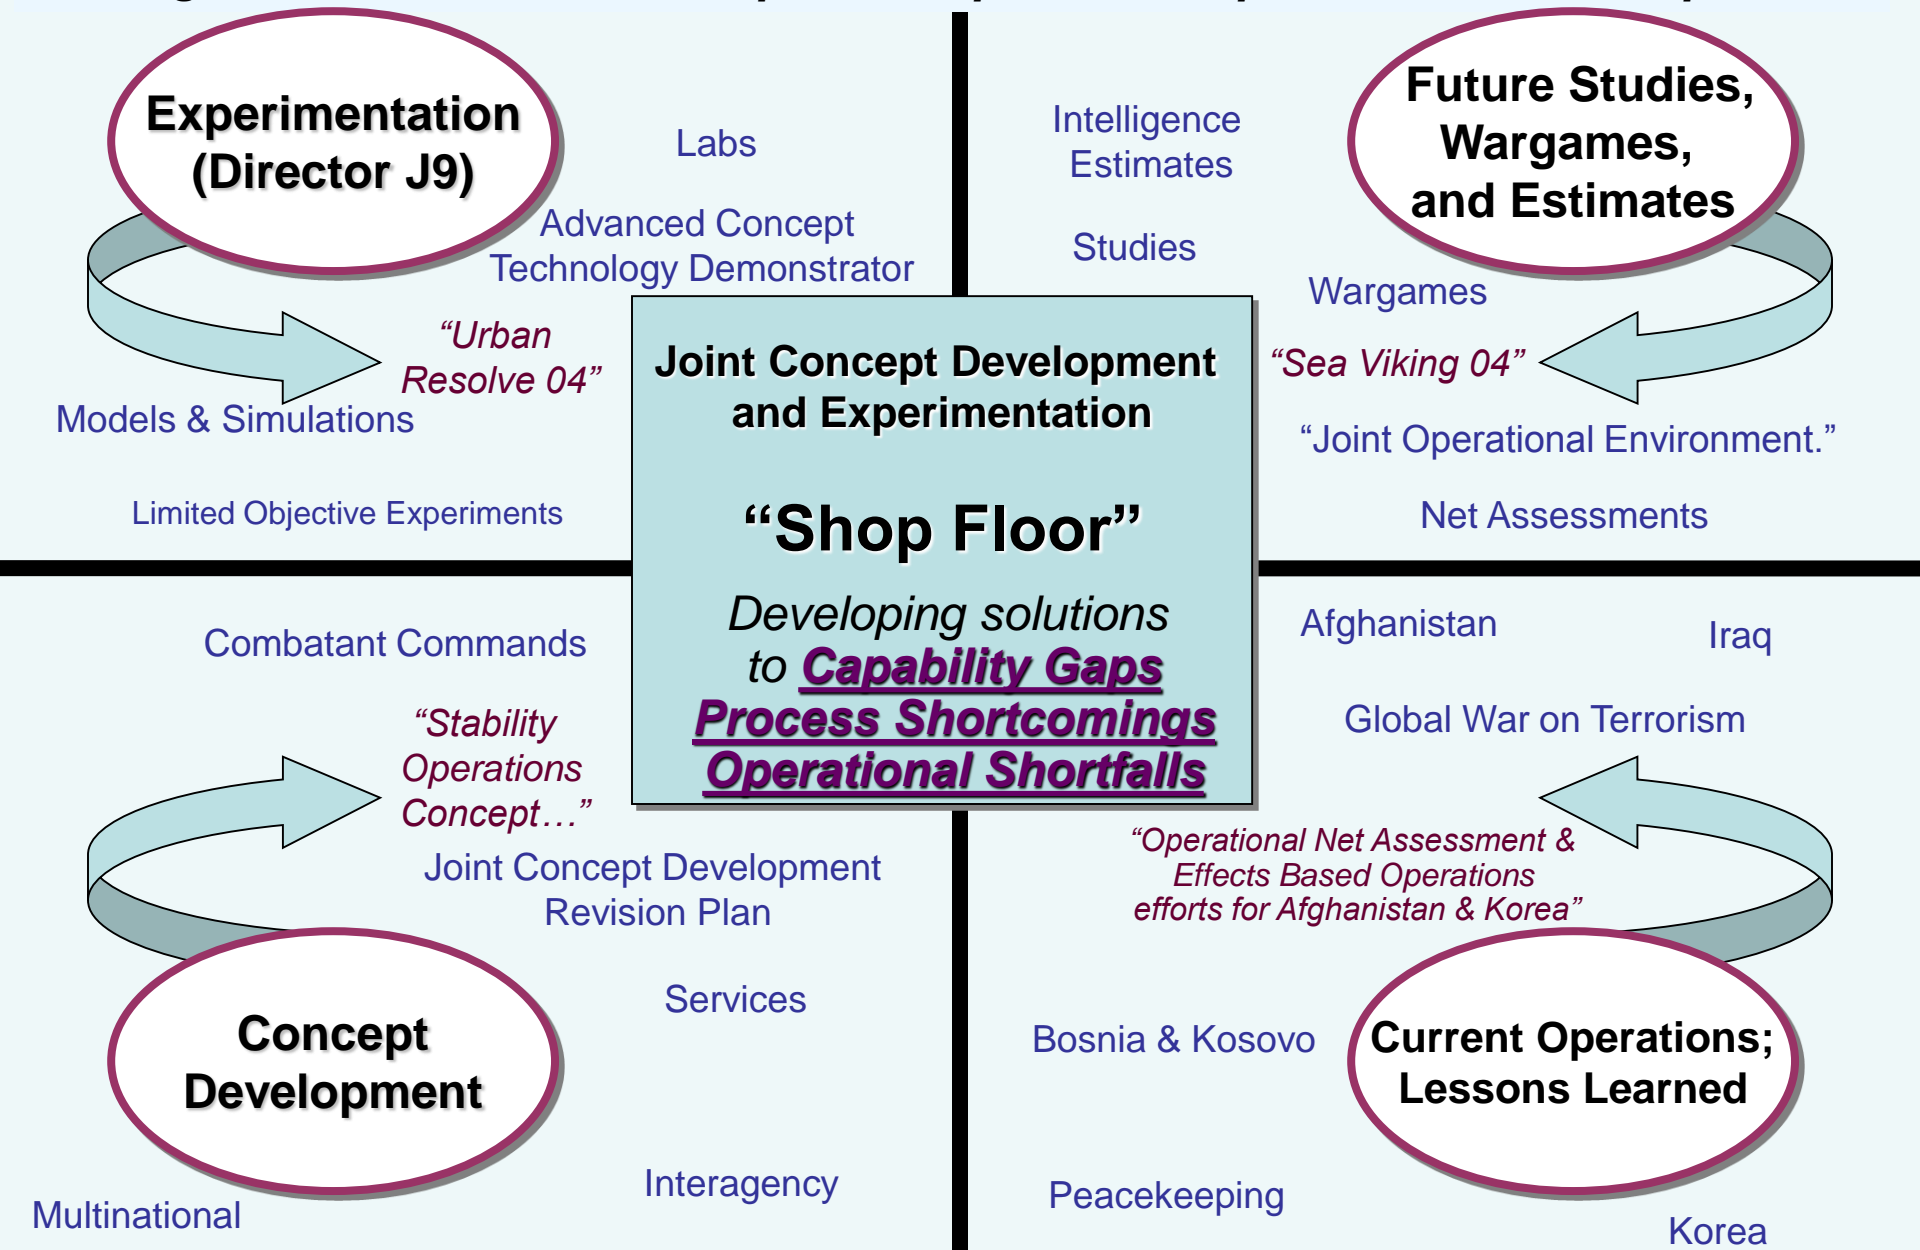 Experimentation
(Director J9)
Labs
Advanced Concept
Technology Demonstrator
“Urban
Resolve 04”
Models & Simulations
Limited Objective Experiments
Future Studies,
Wargames,
and Estimates
Intelligence
Estimates
Studies
Wargames
“Sea Viking 04”
“Joint Operational Environment.”
Net Assessments
Joint Concept Development
and Experimentation
“Shop Floor”
Developing solutions
to Capability Gaps
Process Shortcomings
Operational Shortfalls
Combatant Commands
“Stability
Operations
Concept…”
Joint Concept Development
Revision Plan
Services
Concept
Development
Interagency
Multinational
Afghanistan
Iraq
Global War on Terrorism
“Operational Net Assessment &
Effects Based Operations
efforts for Afghanistan & Korea”
Bosnia & Kosovo
Current Operations;
Lessons Learned
Peacekeeping
Korea